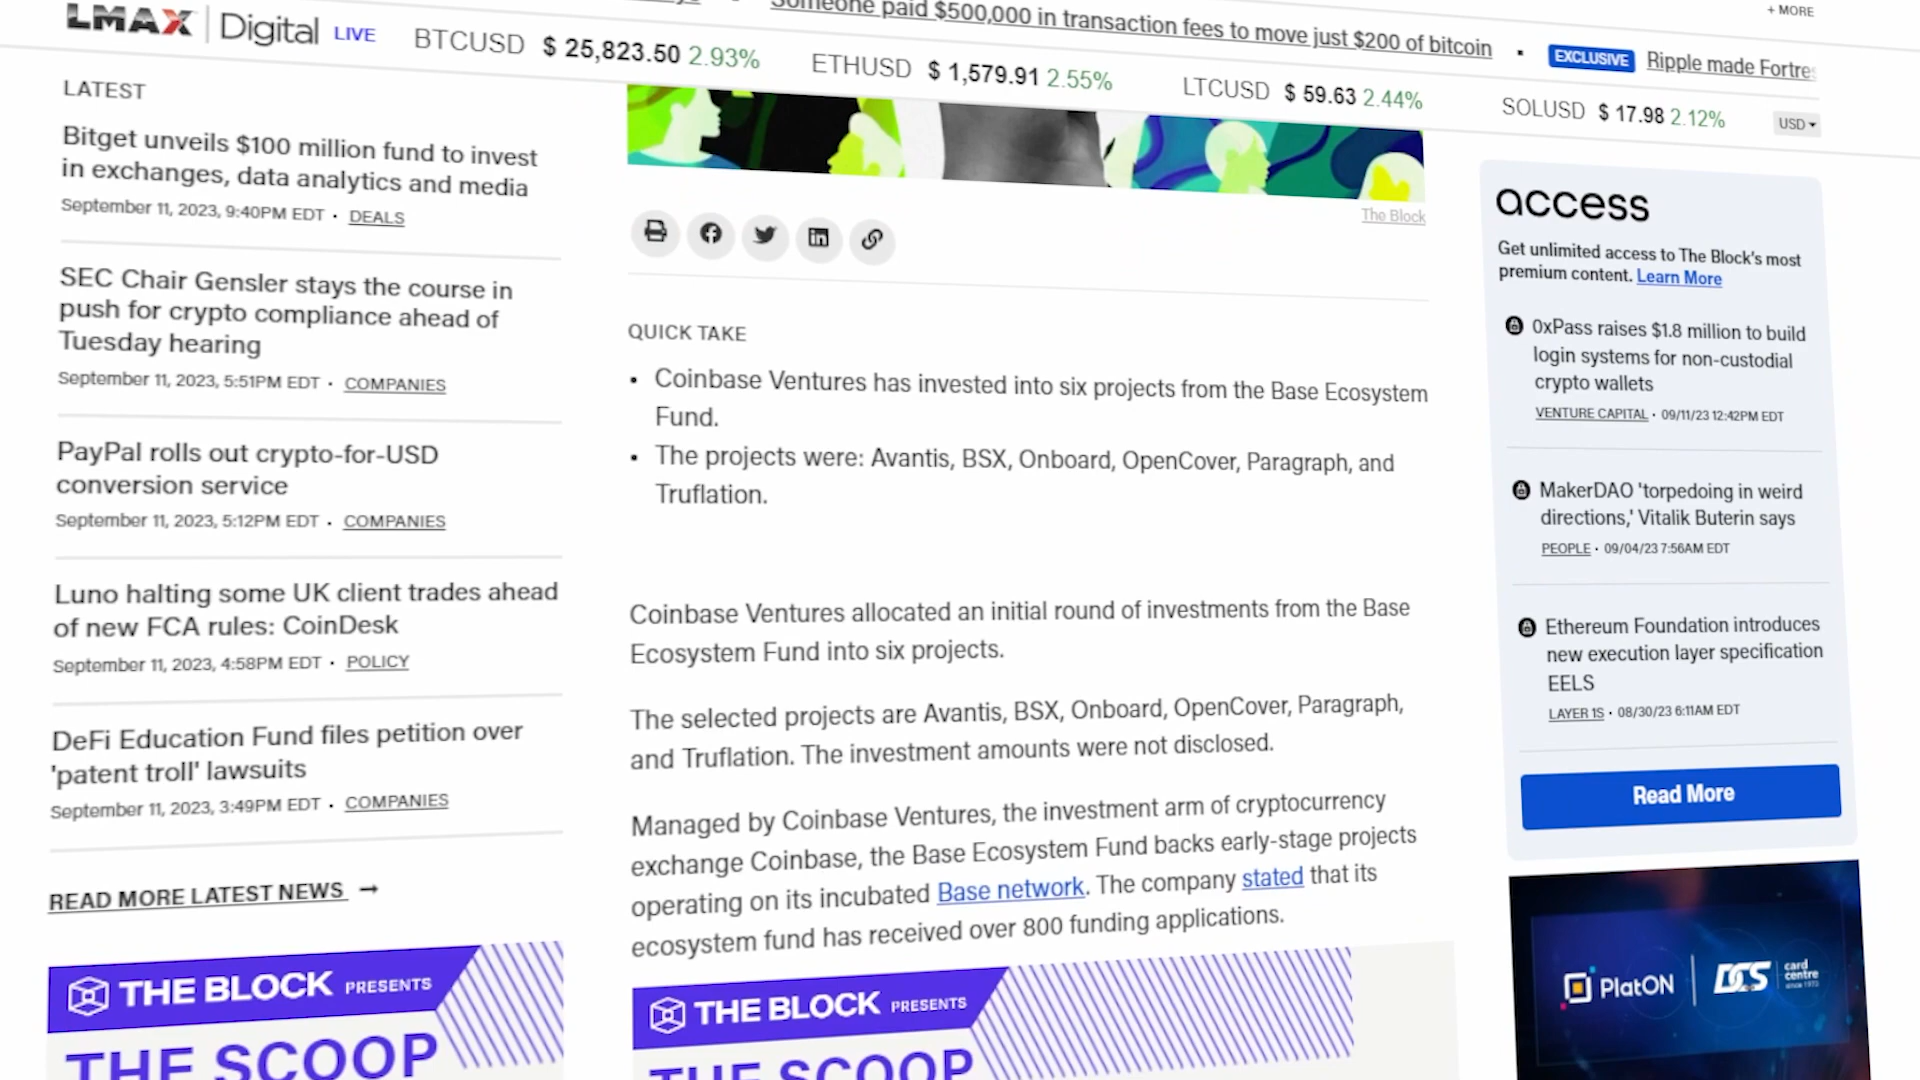 Someone paid $500,000 in transaction fees to move just $200 of bitcoin
EXCLUSIVE
Ripple made Fortre
+ MORE
LMAX Digital LIVE
BTCUSD $ 25,823.50 2.93%
ETHUSD $ 1,579.91 2.55%
LTCUSD $ 59.63 2.44%
SOLUSD $ 17.98 2.12%
USD
LATEST
Bitget unveils $100 million fund to invest
in exchanges, data analytics and media
September 11, 2023, 9:40PM EDT • DEALS
SEC Chair Gensler stays the course in
push for crypto compliance ahead of
Tuesday hearing
September 11, 2023, 5:51PM EDT • COMPANIES
PayPal rolls out crypto-for-USD
conversion service
September 11, 2023, 5:12PM EDT • COMPANIES
Luno halting some UK client trades ahead
of new FCA rules: CoinDesk
September 11, 2023, 4:58PM EDT • POLICY
DeFi Education Fund files petition over
'patent troll' lawsuits
September 11, 2023, 3:49PM EDT • COMPANIES
READ MORE LATEST NEWS →
THE BLOCK PRESENTS
THE SCOOP
The Block
QUICK TAKE
• Coinbase Ventures has invested into six projects from the Base Ecosystem
Fund.
• The projects were: Avantis, BSX, Onboard, OpenCover, Paragraph, and
Truflation.
Coinbase Ventures allocated an initial round of investments from the Base
Ecosystem Fund into six projects.
The selected projects are Avantis, BSX, Onboard, OpenCover, Paragraph,
and Truflation. The investment amounts were not disclosed.
Managed by Coinbase Ventures, the investment arm of cryptocurrency
exchange Coinbase, the Base Ecosystem Fund backs early-stage projects
operating on its incubated Base network. The company stated that its
ecosystem fund has received over 800 funding applications.
THE BLOCK PRESENTS
THE SCOOP
access
Get unlimited access to The Block's most
premium content. Learn More
0xPass raises $1.8 million to build
login systems for non-custodial
crypto wallets
VENTURE CAPITAL • 09/11/23 12:42PM EDT
MakerDAO 'torpedoing in weird
directions,' Vitalik Buterin says
PEOPLE • 09/04/23 7:56AM EDT
Ethereum Foundation introduces
new execution layer specification
EELS
LAYER 1S • 08/30/23 6:11AM EDT
Read More
PlatON
DCS card
centre
since 1973